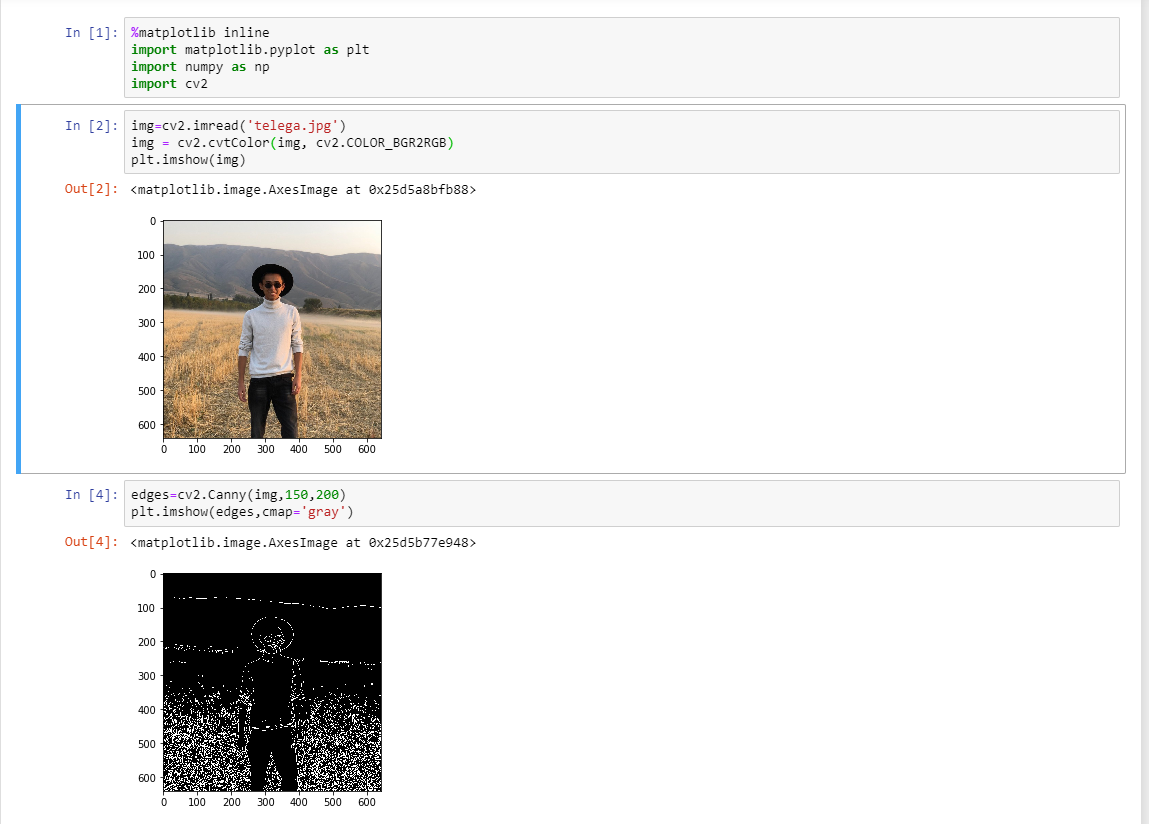 In [1]: %matplotlib inline
import matplotlib.pyplot as plt
import numpy as np
import cv2
In [2]: img=cv2.imread('telega.jpg')
img = cv2.cvtColor(img, cv2.COLOR_BGR2RGB)
plt.imshow(img)
Out[2]: <matplotlib.image.AxesImage at 0x25d5a8bfb88>
0
100
200
300
400
500
600
0 100 200 300 400 500 600
In [4]: edges=cv2.Canny(img,150,200)
plt.imshow(edges,cmap='gray')
Out[4]: <matplotlib.image.AxesImage at 0x25d5b77e948>
0
100
200
300
400
500
600
0 100 200 300 400 500 600